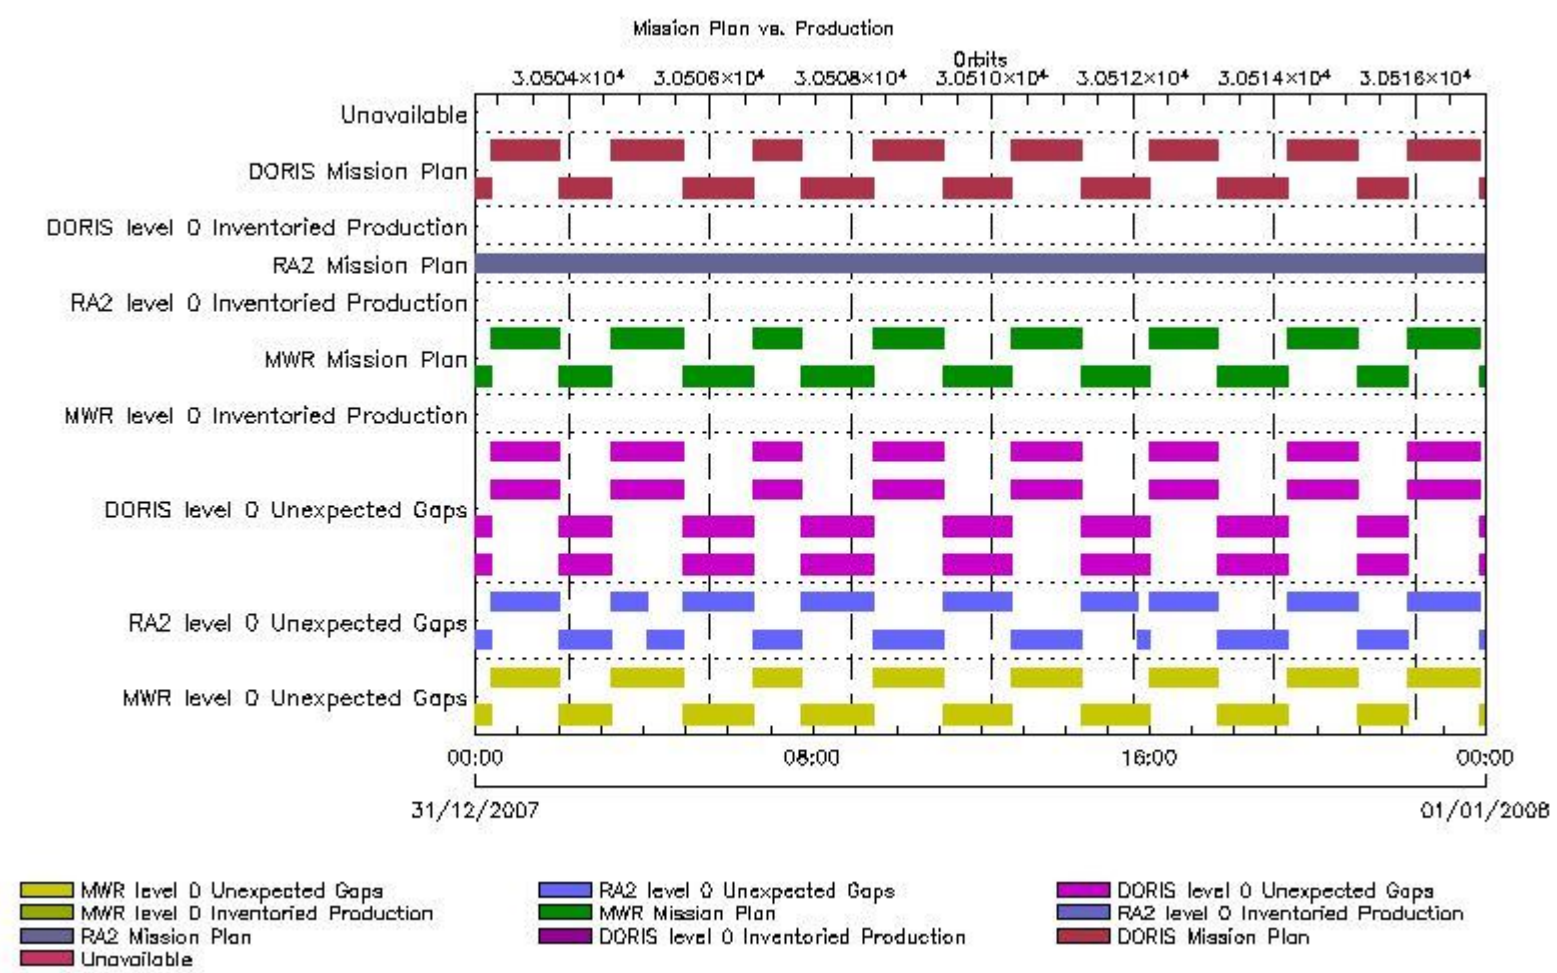 Mission Plan vs. Production
Orbits
3.0504×10⁴ 3.0506×10⁴ 3.0508×10⁴ 3.0510×10⁴ 3.0512×10⁴ 3.0514×10⁴ 3.0516×10⁴
Unavailable
DORIS Mission Plan
DORIS level 0 Inventoried Production
RA2 Mission Plan
RA2 level 0 Inventoried Production
MWR Mission Plan
MWR level 0 Inventoried Production
DORIS level 0 Unexpected Gaps
RA2 level 0 Unexpected Gaps
MWR level 0 Unexpected Gaps
00:00 08:00 16:00 00:00
31/12/2007 01/01/2008
MWR level 0 Unexpected Gaps RA2 level 0 Unexpected Gaps DORIS level 0 Unexpected Gaps
MWR level 0 Inventoried Production MWR Mission Plan RA2 level 0 Inventoried Production
RA2 Mission Plan DORIS level 0 Inventoried Production DORIS Mission Plan
Unavailable